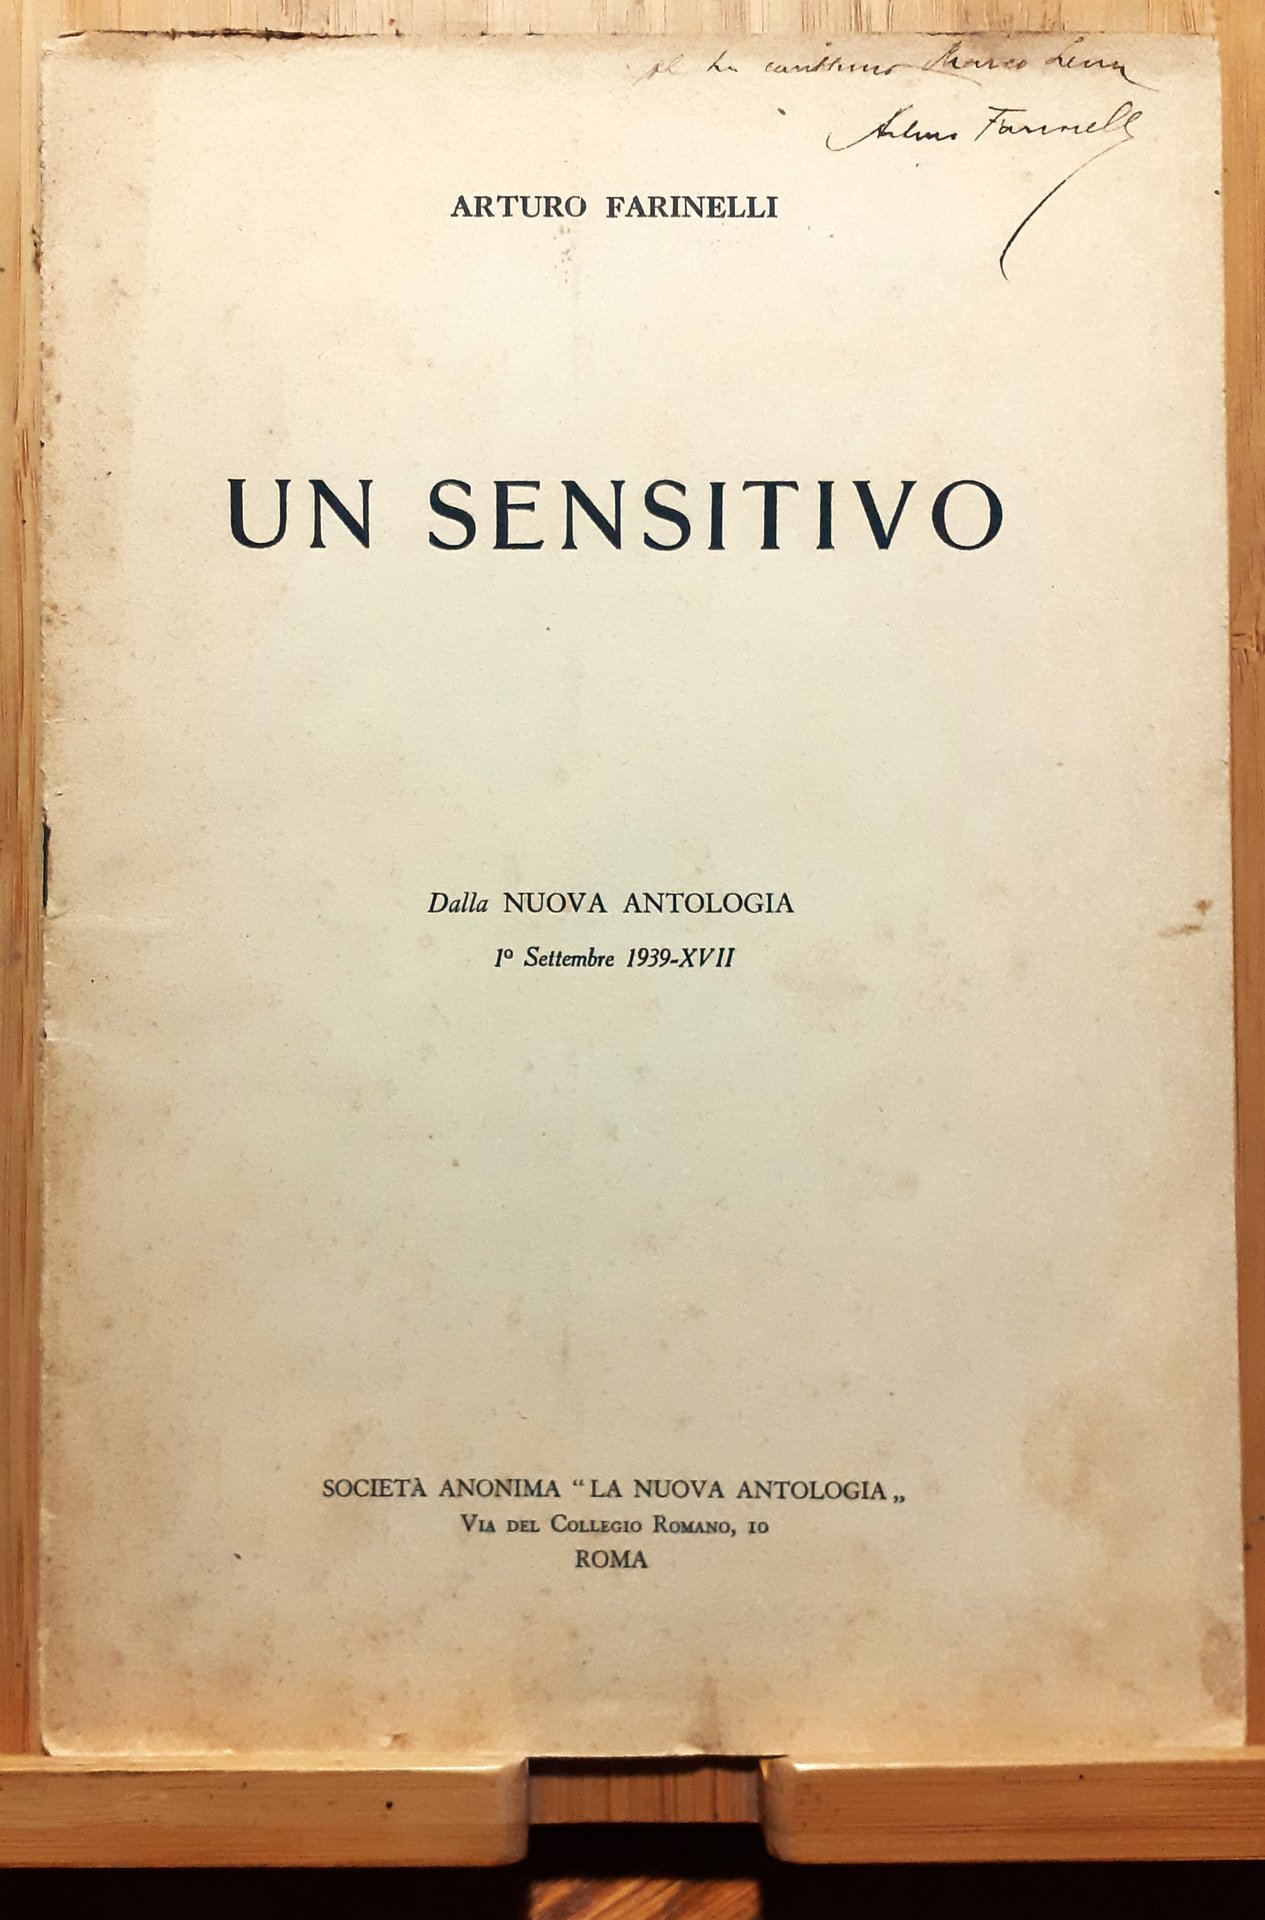 Marco
Arturo Farinelli
ARTURO FARINELLI
UN SENSITIVO
Dalla NUOVA ANTOLOGIA
1º Settembre 1939-XVII
SOCIETÀ ANONIMA “LA NUOVA ANTOLOGIA„
VIA DEL COLLEGIO ROMANO, 10
ROMA